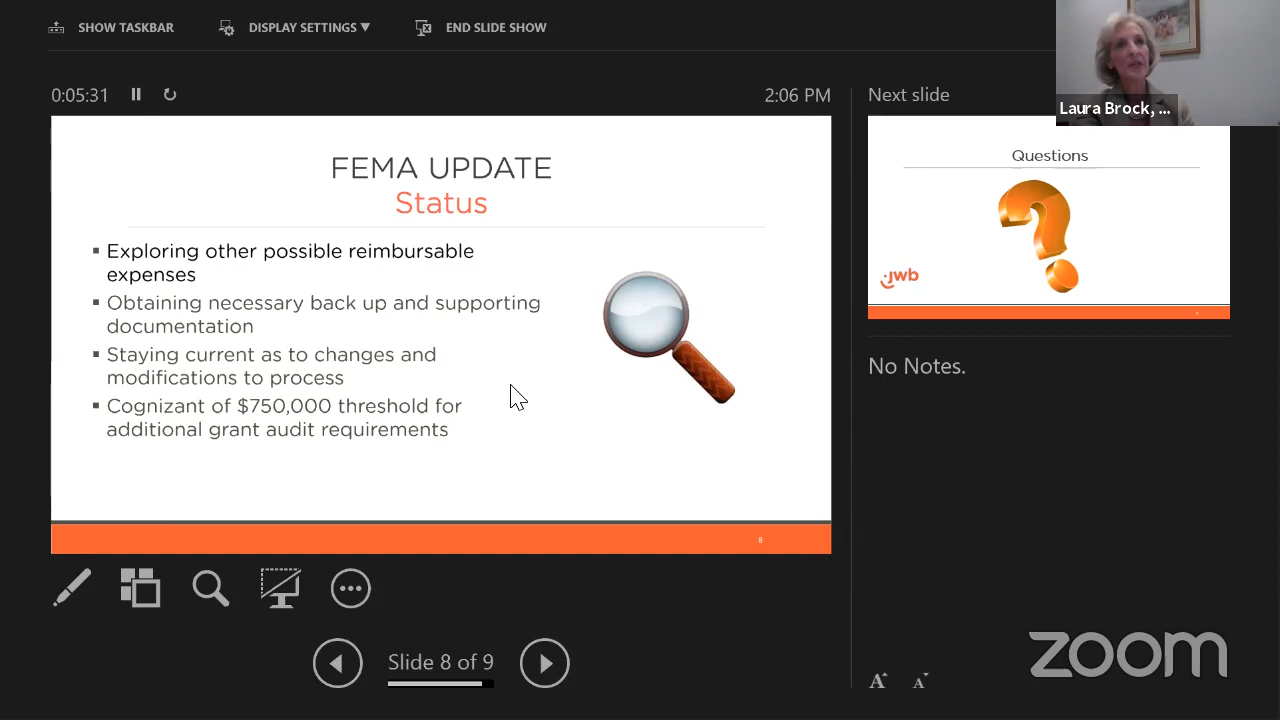 SHOW TASKBAR
DISPLAY SETTINGS ▼
END SLIDE SHOW
0:05:31
2:06 PM
Next slide
Laura Brock, ...
FEMA UPDATE
Status
▪ Exploring other possible reimbursable
expenses
▪ Obtaining necessary back up and supporting
documentation
▪ Staying current as to changes and
modifications to process
▪ Cognizant of $750,000 threshold for
additional grant audit requirements
8
Questions
jwb
No Notes.
Slide 8 of 9
A A
zoom